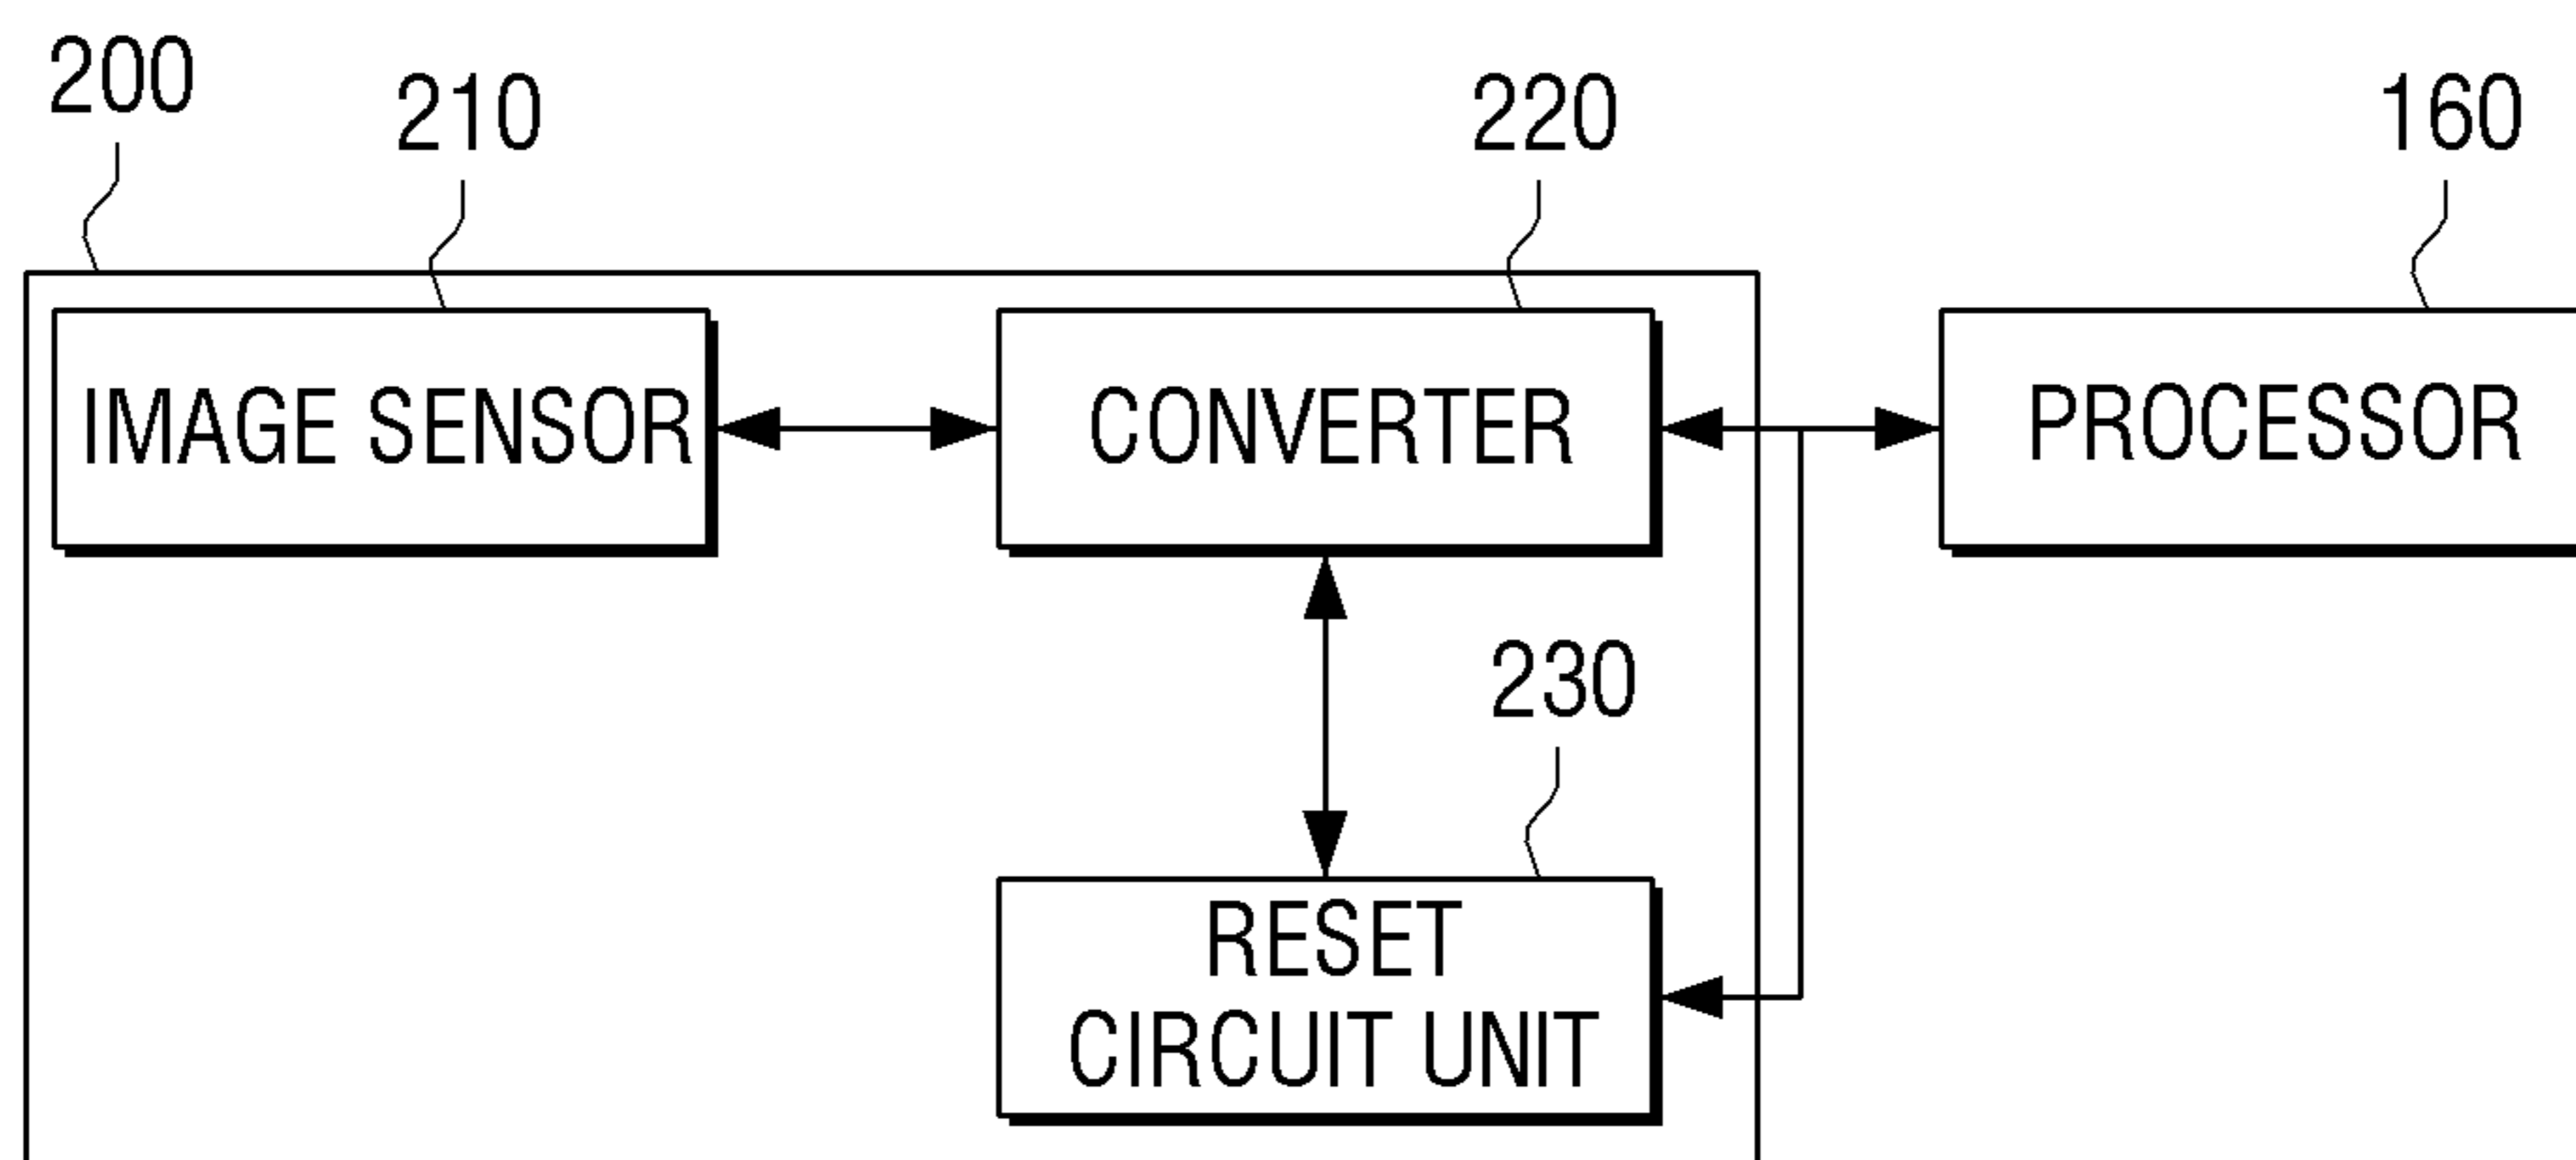 200
210
220
160
IMAGE SENSOR
CONVERTER
PROCESSOR
230
RESET
CIRCUIT UNIT